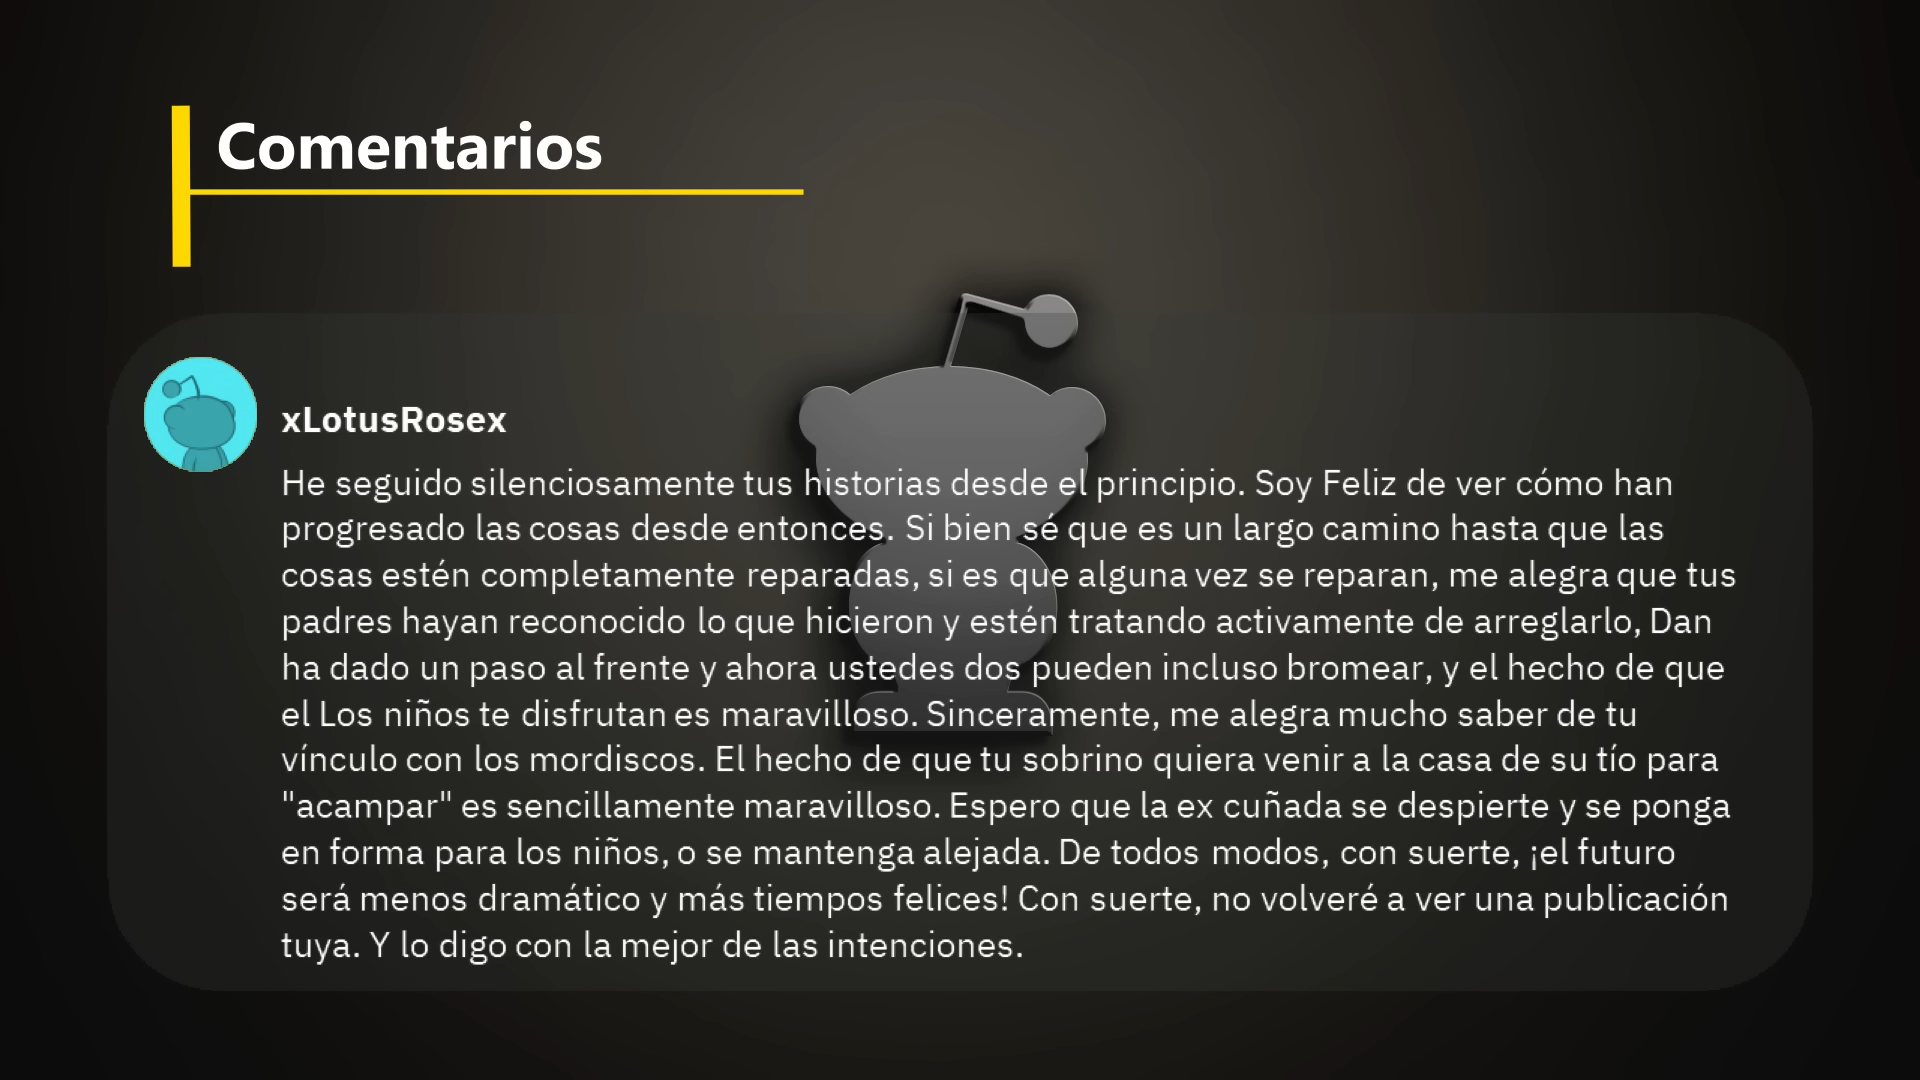 Comentarios
xLotusRosex
He seguido silenciosamente tus historias desde el principio. Soy Feliz de ver cómo han
progresado las cosas desde entonces. Si bien sé que es un largo camino hasta que las
cosas estén completamente reparadas, si es que alguna vez se reparan, me alegra que tus
padres hayan reconocido lo que hicieron y estén tratando activamente de arreglarlo, Dan
ha dado un paso al frente y ahora ustedes dos pueden incluso bromear, y el hecho de que
el Los niños te disfrutan es maravilloso. Sinceramente, me alegra mucho saber de tu
vínculo con los mordiscos. El hecho de que tu sobrino quiera venir a la casa de su tío para
"acampar" es sencillamente maravilloso. Espero que la ex cuñada se despierte y se ponga
en forma para los niños, o se mantenga alejada. De todos modos, con suerte, ¡el futuro
será menos dramático y más tiempos felices! Con suerte, no volveré a ver una publicación
tuya. Y lo digo con la mejor de las intenciones.